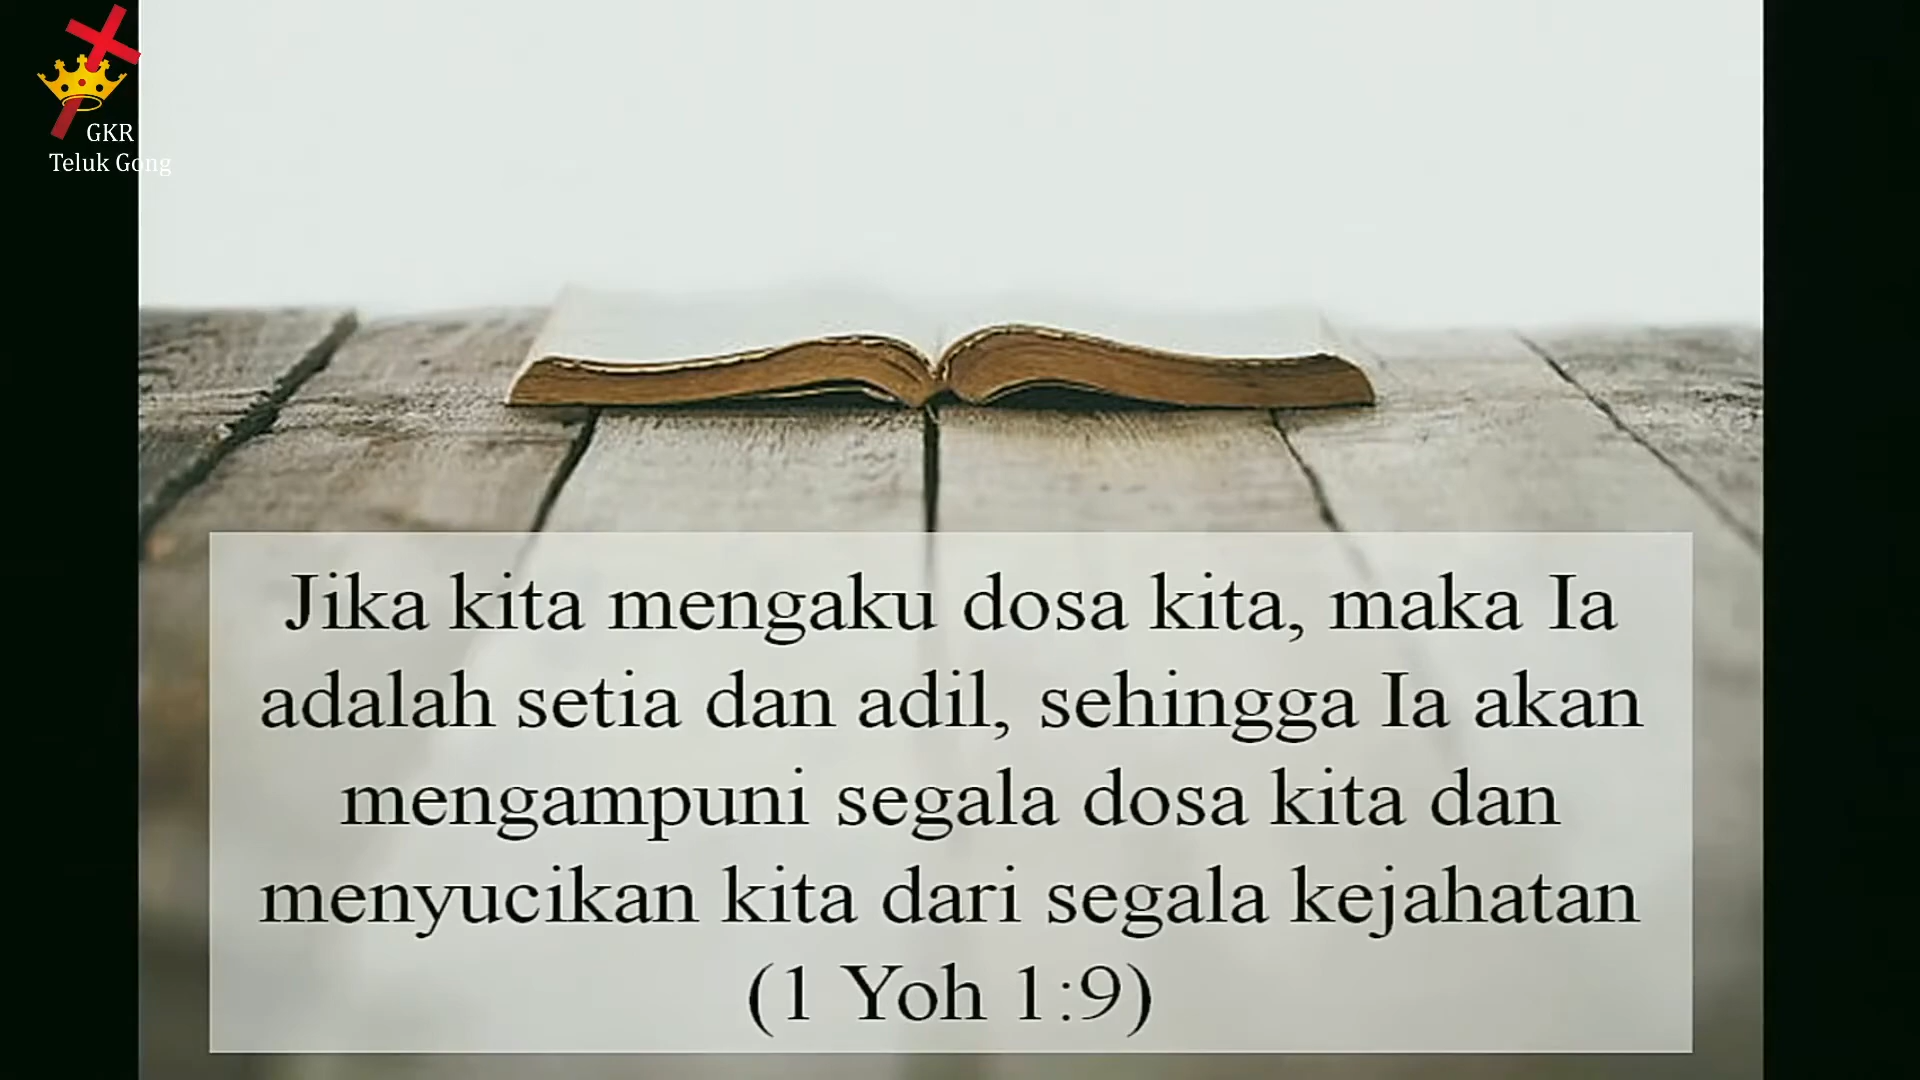 GKR
Teluk Gong
Jika kita mengaku dosa kita, maka Ia
adalah setia dan adil, sehingga Ia akan
mengampuni segala dosa kita dan
menyucikan kita dari segala kejahatan
(1 Yoh 1:9)